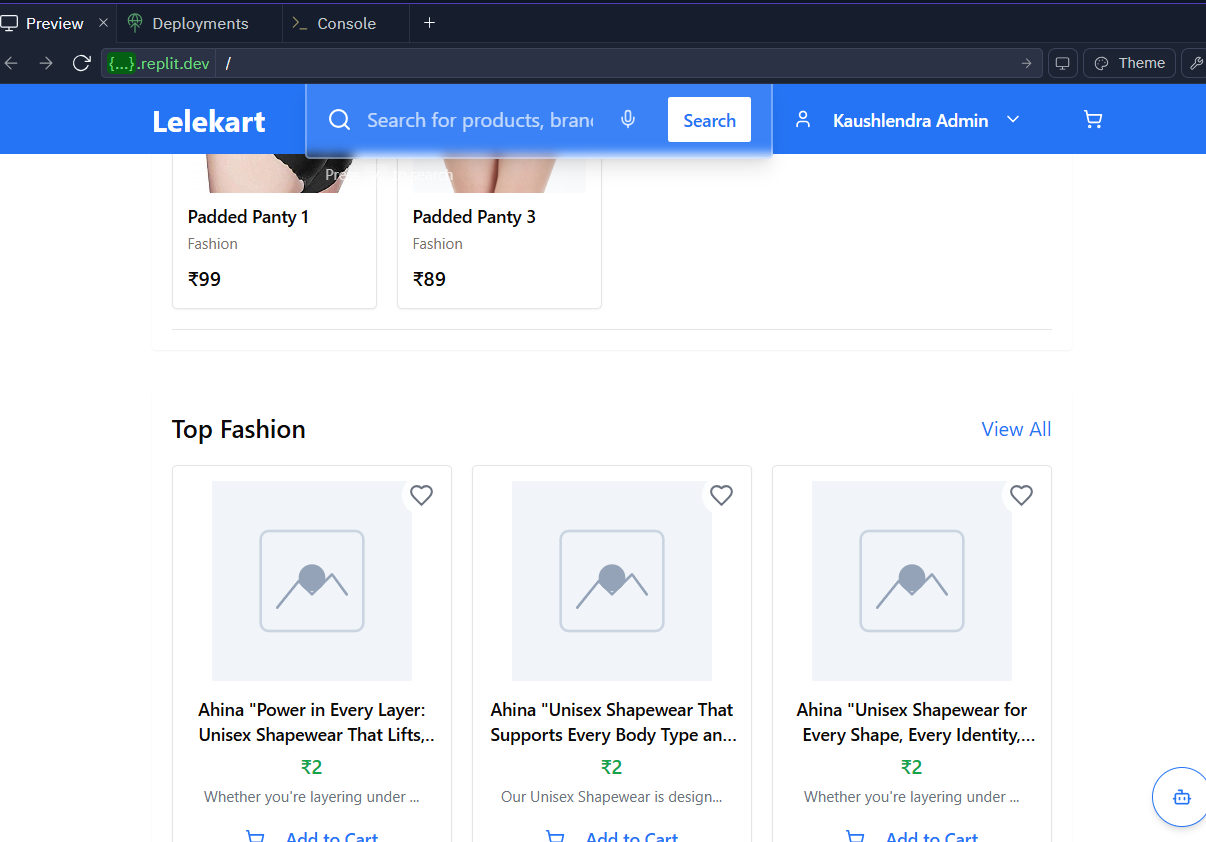 Preview
Deployments
Console
{...}.replit.dev /
Theme
Lelekart
Search for products, bran
Search
Kaushlendra Admin
search
Padded Panty 1
Fashion
₹99
Padded Panty 3
Fashion
₹89
Top Fashion
View All
Ahina "Power in Every Layer:
Unisex Shapewear That Lifts,...
₹2
Whether you're layering under ...
Add to Cart
Ahina "Unisex Shapewear That
Supports Every Body Type an...
₹2
Our Unisex Shapewear is design...
Add to Cart
Ahina "Unisex Shapewear for
Every Shape, Every Identity,...
₹2
Whether you're layering under ...
Add to Cart